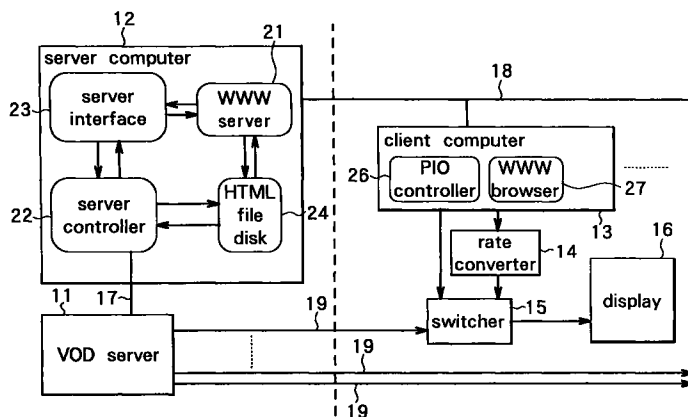 12
server computer
21
23
server
interface
WWW
server
22
server
controller
HTML
file
disk
24
17
11
VOD server
18
client computer
26
PIO
controller
WWW
browser
27
13
rate
converter
14
16
display
switcher
15
19
19
19